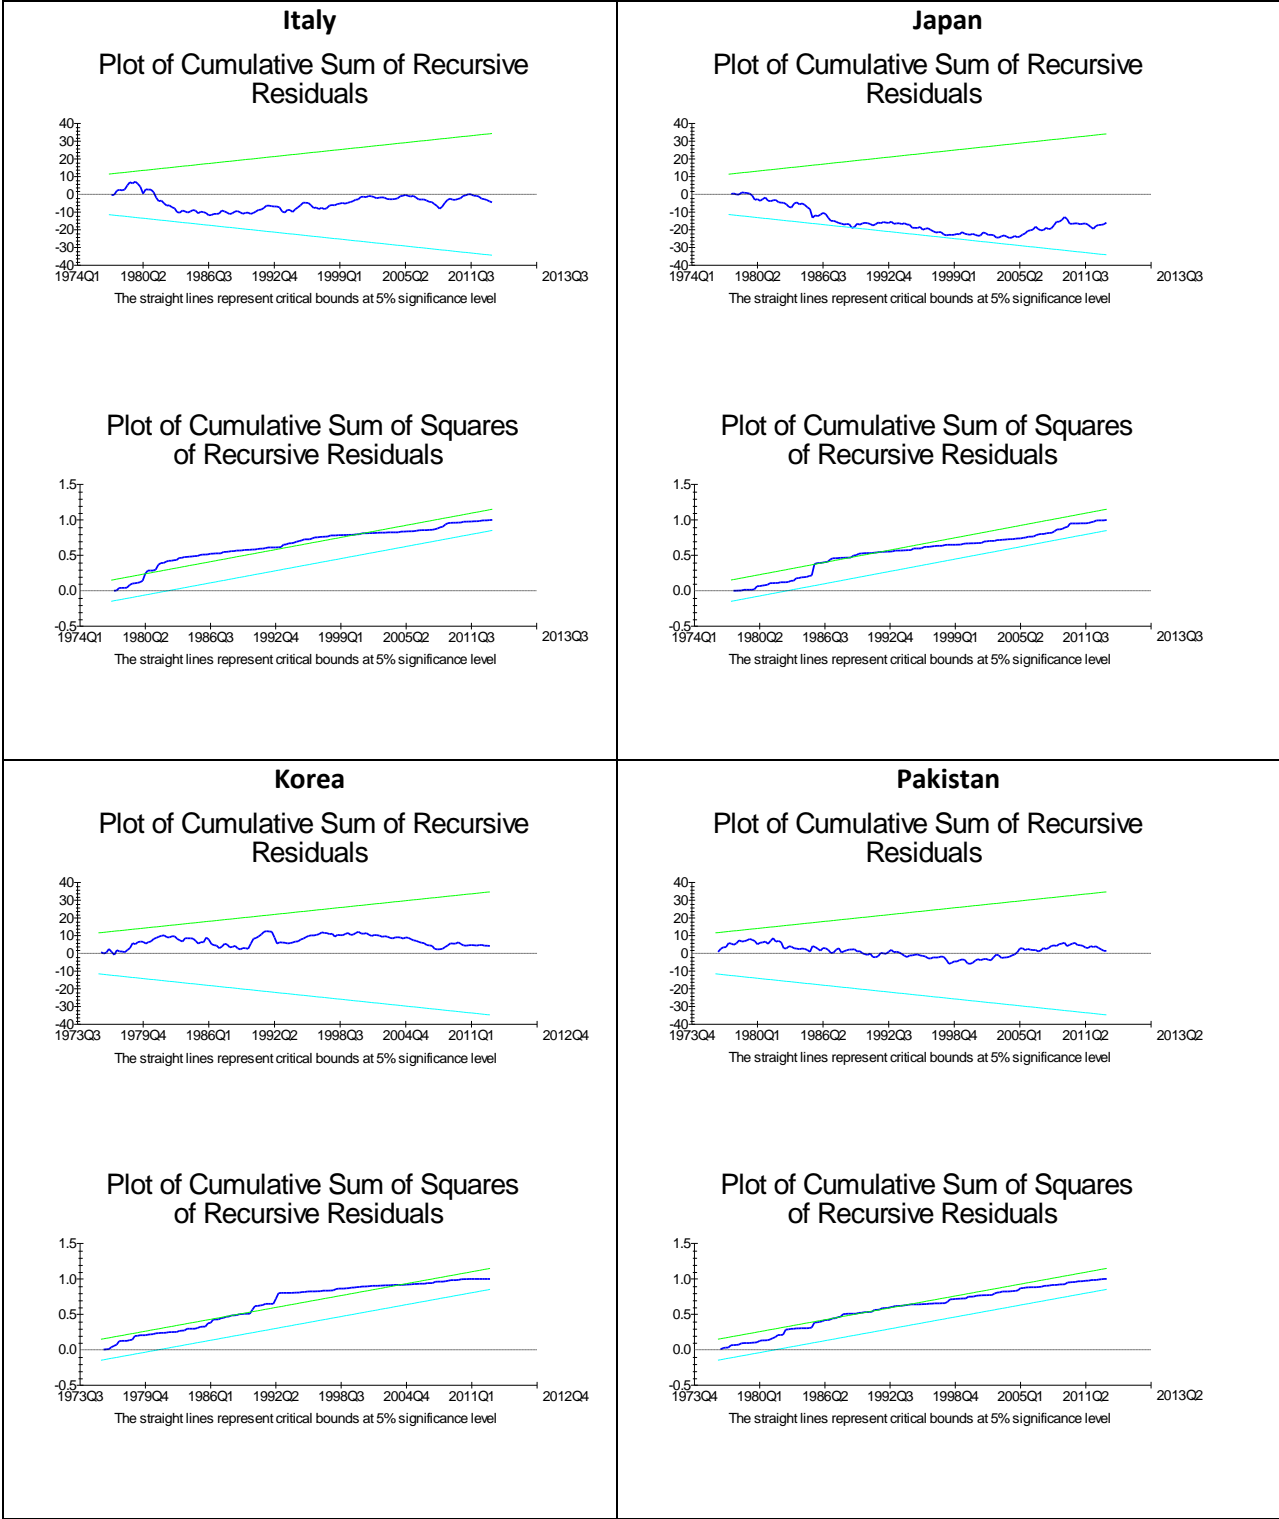 Italy
Plot of Cumulative Sum of Recursive
Residuals
40
30
20
10
0
-10
-20
-30
-40
1974Q1 1980Q2 1986Q3 1992Q4 1999Q1 2005Q2 2011Q3 2013Q3
The straight lines represent critical bounds at 5% significance level
Plot of Cumulative Sum of Squares
of Recursive Residuals
1.5
1.0
0.5
0.0
-0.5
1974Q1 1980Q2 1986Q3 1992Q4 1999Q1 2005Q2 2011Q3 2013Q3
The straight lines represent critical bounds at 5% significance level
Japan
Plot of Cumulative Sum of Recursive
Residuals
40
30
20
10
0
-10
-20
-30
-40
1974Q1 1980Q2 1986Q3 1992Q4 1999Q1 2005Q2 2011Q3 2013Q3
The straight lines represent critical bounds at 5% significance level
Plot of Cumulative Sum of Squares
of Recursive Residuals
1.5
1.0
0.5
0.0
-0.5
1974Q1 1980Q2 1986Q3 1992Q4 1999Q1 2005Q2 2011Q3 2013Q3
The straight lines represent critical bounds at 5% significance level
Korea
Plot of Cumulative Sum of Recursive
Residuals
40
30
20
10
0
-10
-20
-30
-40
1973Q3 1979Q4 1986Q1 1992Q2 1998Q3 2004Q4 2011Q1 2012Q4
The straight lines represent critical bounds at 5% significance level
Plot of Cumulative Sum of Squares
of Recursive Residuals
1.5
1.0
0.5
0.0
-0.5
1973Q3 1979Q4 1986Q1 1992Q2 1998Q3 2004Q4 2011Q1 2012Q4
The straight lines represent critical bounds at 5% significance level
Pakistan
Plot of Cumulative Sum of Recursive
Residuals
40
30
20
10
0
-10
-20
-30
-40
1973Q4 1980Q1 1986Q2 1992Q3 1998Q4 2005Q1 2011Q2 2013Q2
The straight lines represent critical bounds at 5% significance level
Plot of Cumulative Sum of Squares
of Recursive Residuals
1.5
1.0
0.5
0.0
-0.5
1973Q4 1980Q1 1986Q2 1992Q3 1998Q4 2005Q1 2011Q2 2013Q2
The straight lines represent critical bounds at 5% significance level